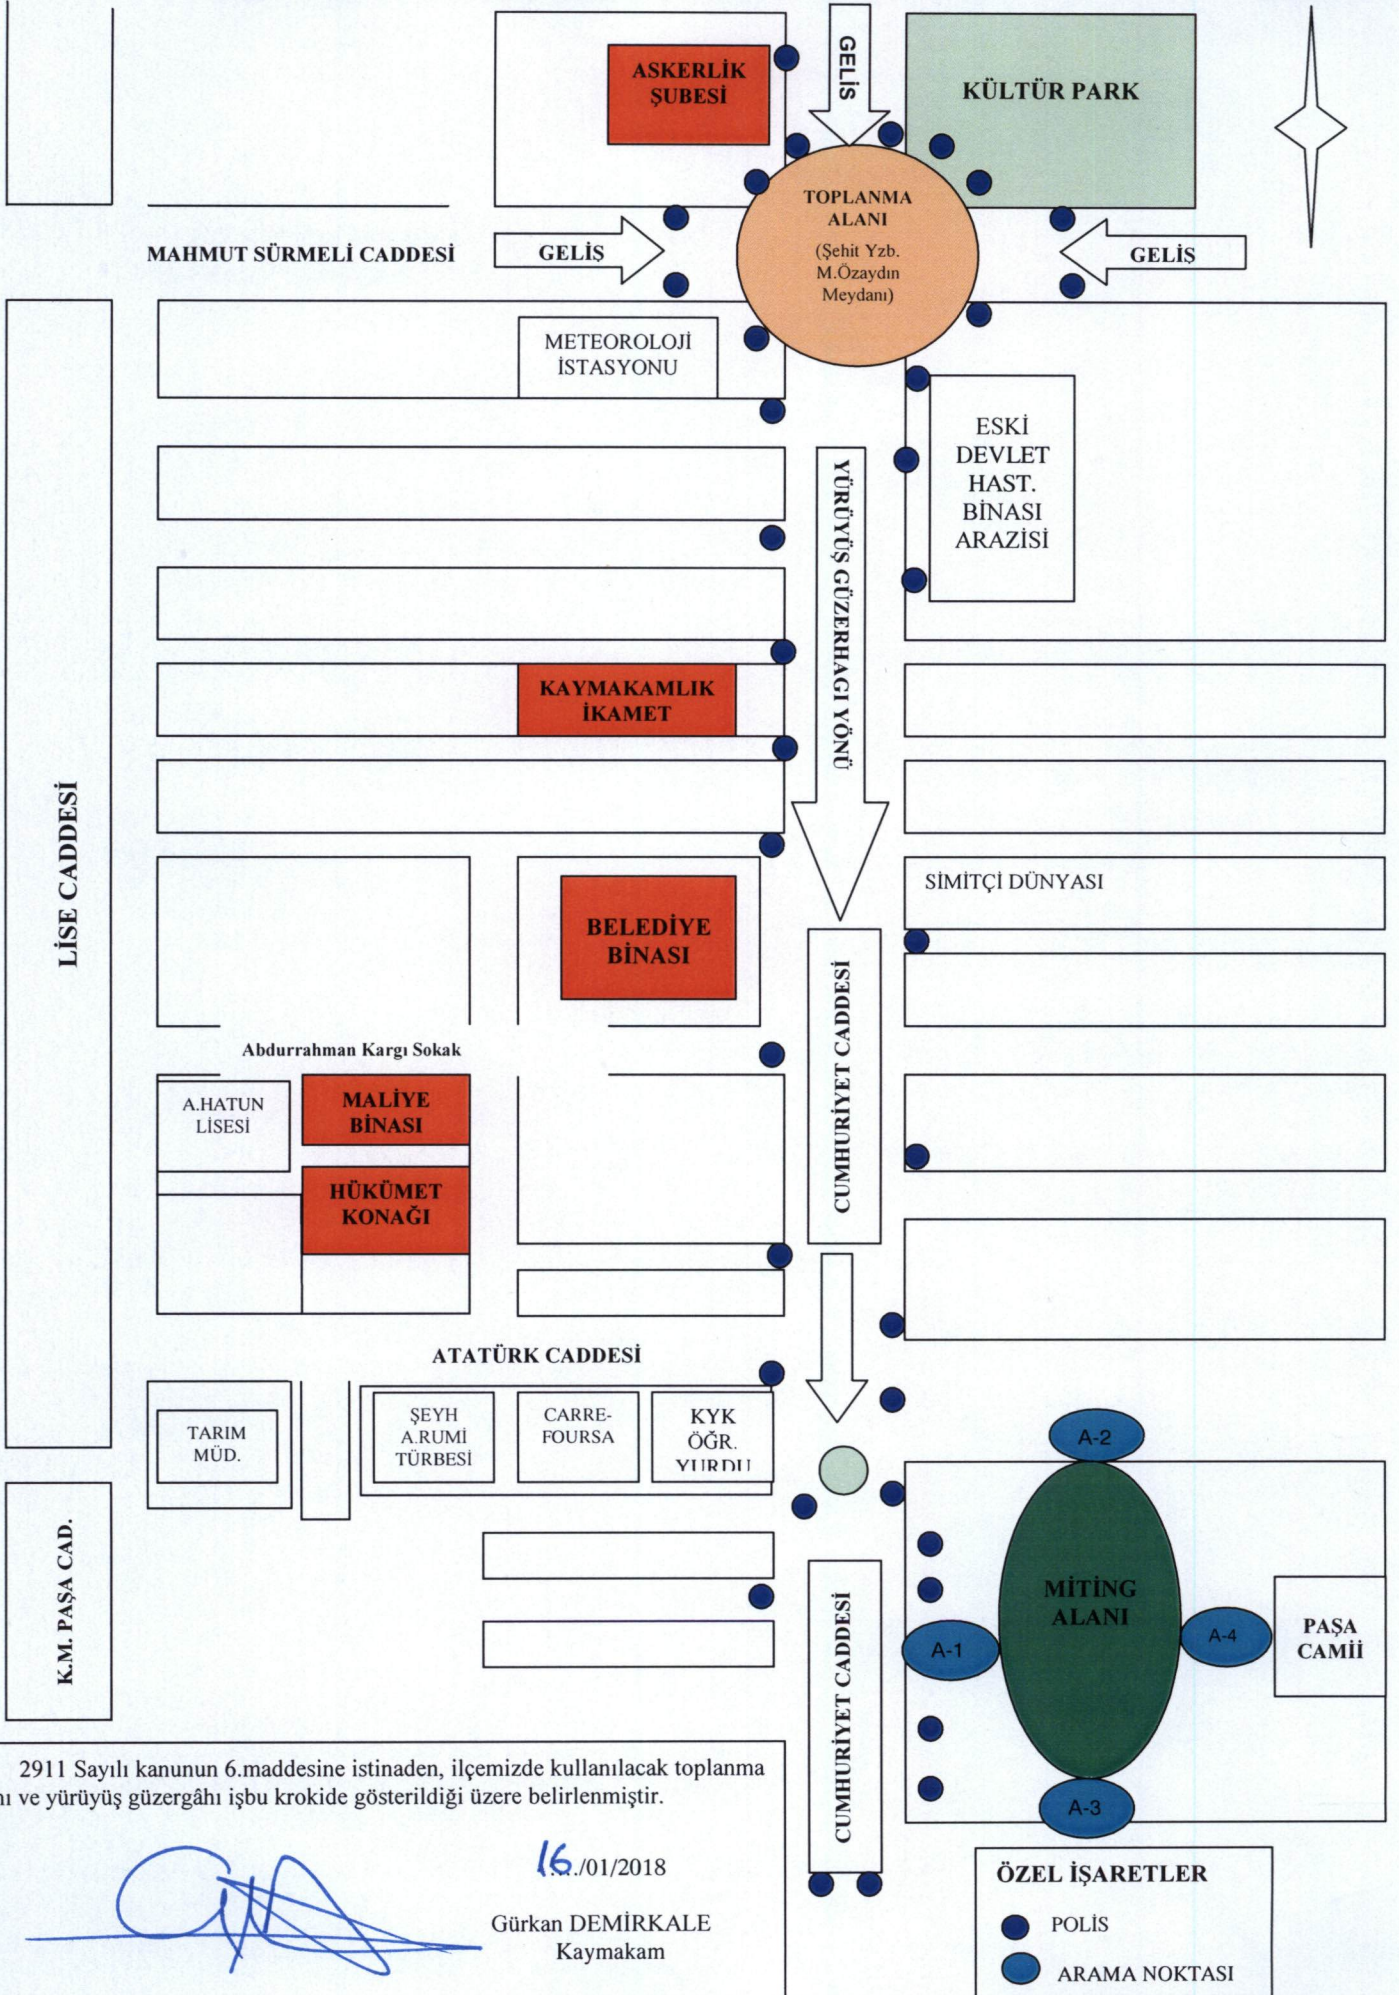 ASKERLİK
ŞUBESİ
GELİS
KÜLTÜR PARK
TOPLANMA
ALANI
(Şehit Yzb.
M.Özaydın
Meydanı)
MAHMUT SÜRMELİ CADDESİ
GELİŞ
GELİŞ
METEOROLOJİ
İSTASYONU
ESKİ
DEVLET
HAST.
BİNASI
ARAZİSİ
YÜRÜYÜŞ GÜZERHAGI YÖNÜ
KAYMAKAMLIK
İKAMET
LİSE CADDESİ
SİMİTÇİ DÜNYASI
BELEDİYE
BİNASI
CUMHURİYET CADDESİ
Abdurrahman Kargı Sokak
A.HATUN
LİSESİ
MALİYE
BİNASI
HÜKÜMET
KONAĞI
ATATÜRK CADDESİ
TARIM
MÜD.
ŞEYH
A.RUMİ
TÜRBESİ
CARRE-
FOURSA
KYK
ÖĞR.
YURDU
A-2
K.M. PAŞA CAD.
MİTİNG
ALANI
A-1
A-4
PAŞA
CAMİİ
CUMHURİYET CADDESİ
A-3
2911 Sayılı kanunun 6.maddesine istinaden, ilçemizde kullanılacak toplanma
nı ve yürüyüş güzergâhı işbu krokide gösterildiği üzere belirlenmiştir.
16../01/2018
Gürkan DEMİRKALE
Kaymakam
ÖZEL İŞARETLER
POLİS
ARAMA NOKTASI